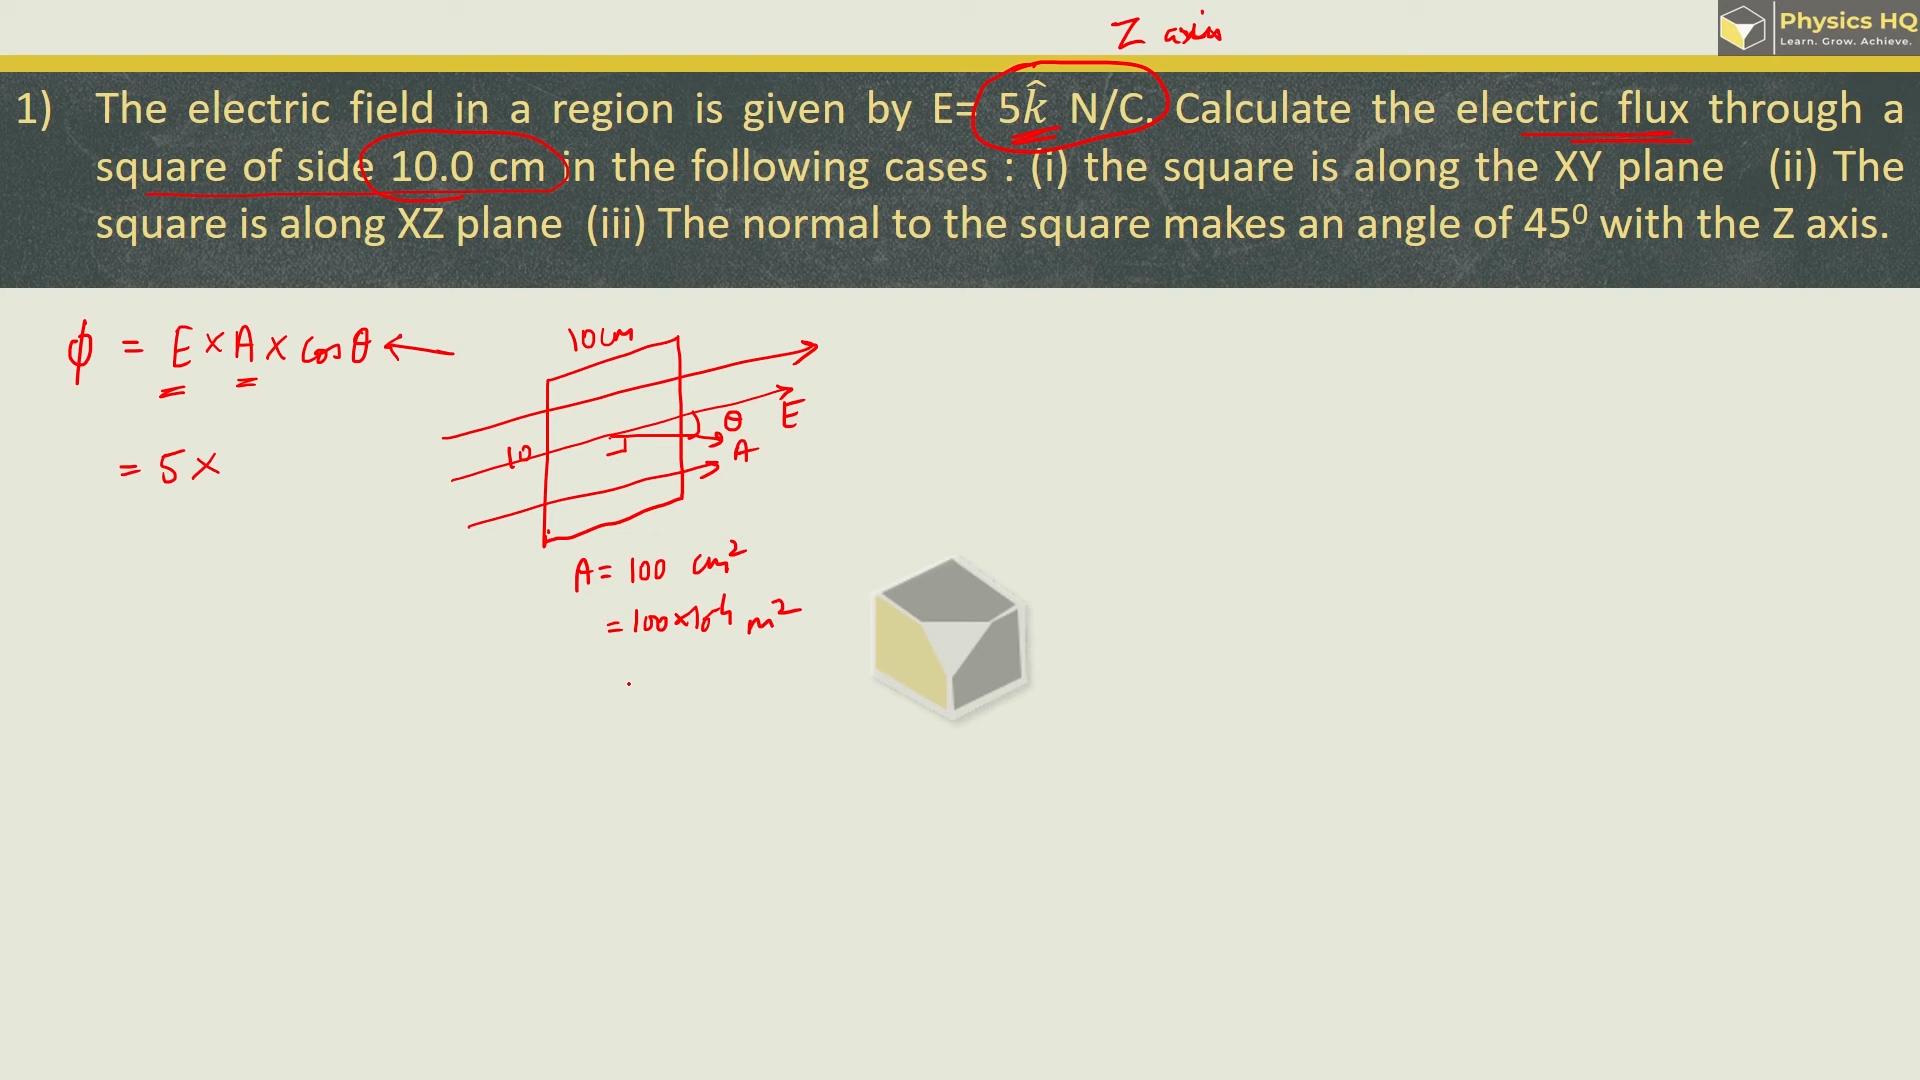 Z axis
Physics HQ
Learn. Grow. Achieve.
1) The electric field in a region is given by E= 5k̂ N/C. Calculate the electric flux through a
square of side 10.0 cm in the following cases : (i) the square is along the XY plane (ii) The
square is along XZ plane (iii) The normal to the square makes an angle of 45⁰ with the Z axis.
ϕ = E × A × cosθ
10cm
θ E
A
10
= 5 ×
A = 100 cm²
= 100×10⁻⁴ m²